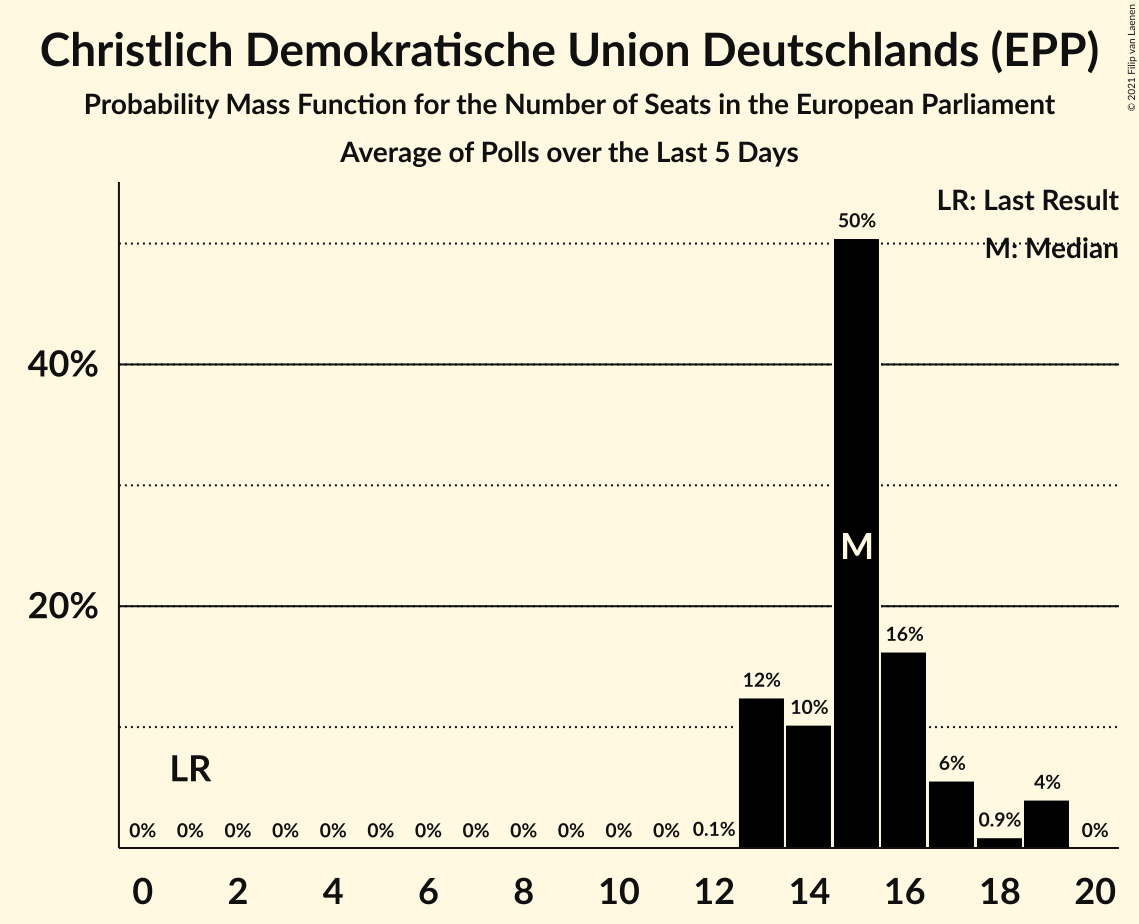 Christlich Demokratische Union Deutschlands (EPP)
Probability Mass Function for the Number of Seats in the European Parliament
Average of Polls over the Last 5 Days
© 2021 Filip van Laenen
LR: Last Result
M: Median
50%
40%
M
20%
16%
12%
10%
LR
6%
4%
0% 0% 0% 0% 0% 0% 0% 0% 0% 0% 0% 0% 0.1% 0.9% 0%
0 2 4 6 8 10 12 14 16 18 20